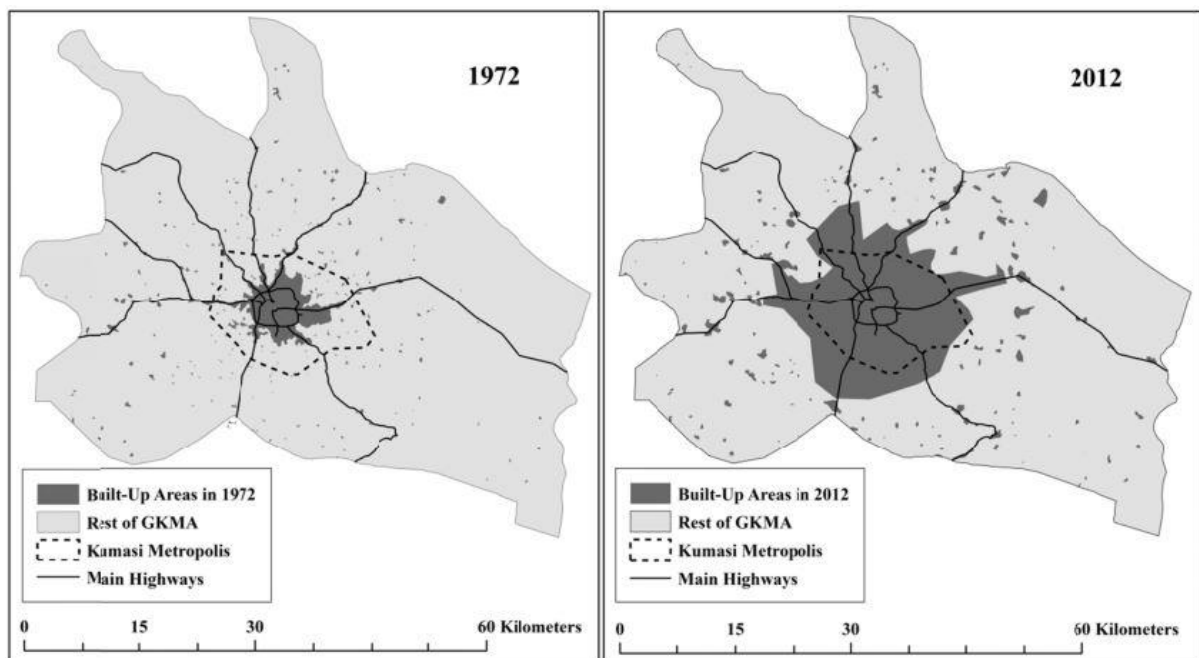 1972
Built-Up Areas in 1972
Rest of GKMA
Kumasi Metropolis
Main Highways
0 15 30 60 Kilometers
2012
Built-Up Areas in 2012
Rest of GKMA
Kumasi Metropolis
Main Highways
0 15 30 60 Kilometers